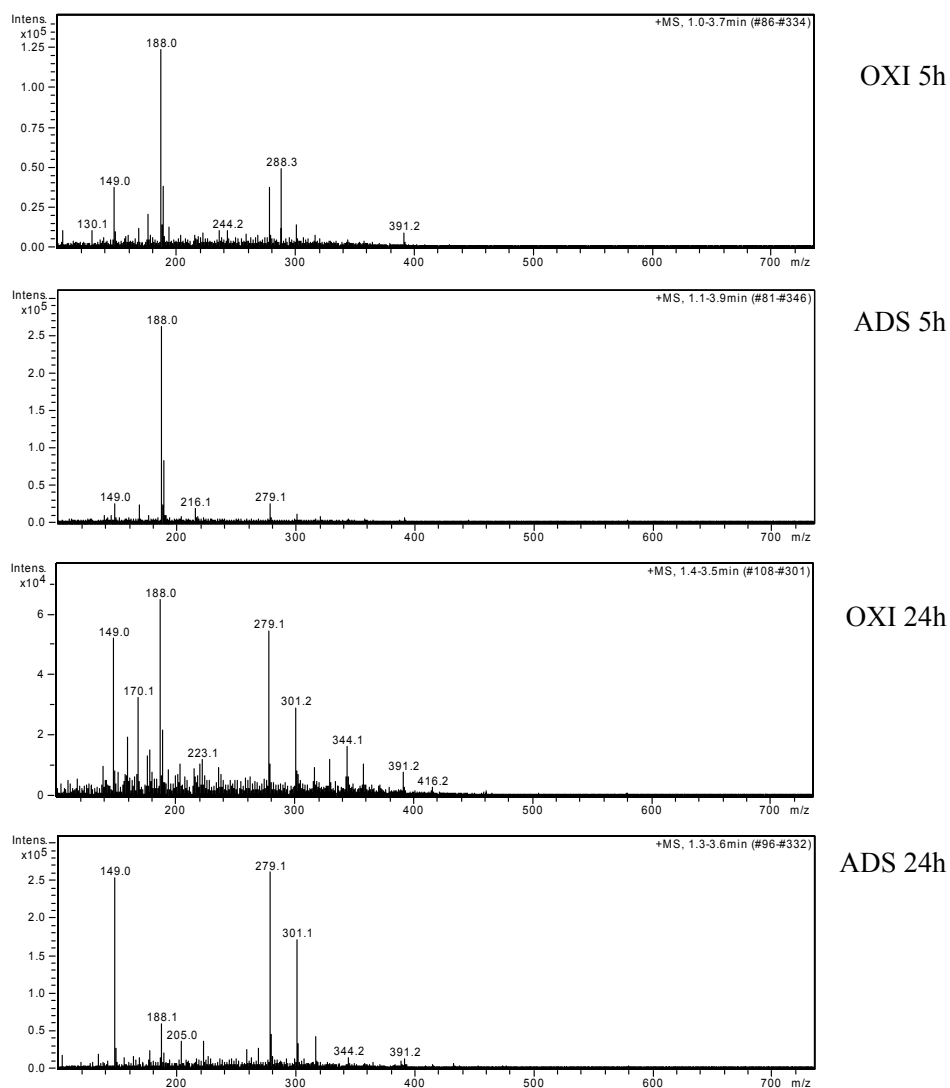 Intens.
x10⁵
+MS, 1.0-3.7min (#86-#334)
OXI 5h
1.25
1.00
0.75
0.50
0.25
0.00
188.0
149.0
130.1
244.2
288.3
391.2
200 300 400 500 600 700 m/z
Intens.
x10⁵
+MS, 1.1-3.9min (#81-#346)
ADS 5h
2.5
2.0
1.5
1.0
0.5
0.0
188.0
149.0
216.1
279.1
200 300 400 500 600 700 m/z
Intens.
x10⁴
+MS, 1.4-3.5min (#108-#301)
OXI 24h
6
4
2
0
188.0
149.0
279.1
170.1
301.2
223.1
344.1
391.2
416.2
200 300 400 500 600 700 m/z
Intens.
x10⁵
+MS, 1.3-3.6min (#96-#332)
ADS 24h
2.5
2.0
1.5
1.0
0.5
0.0
149.0
279.1
301.1
188.1
205.0
344.2
391.2
200 300 400 500 600 700 m/z